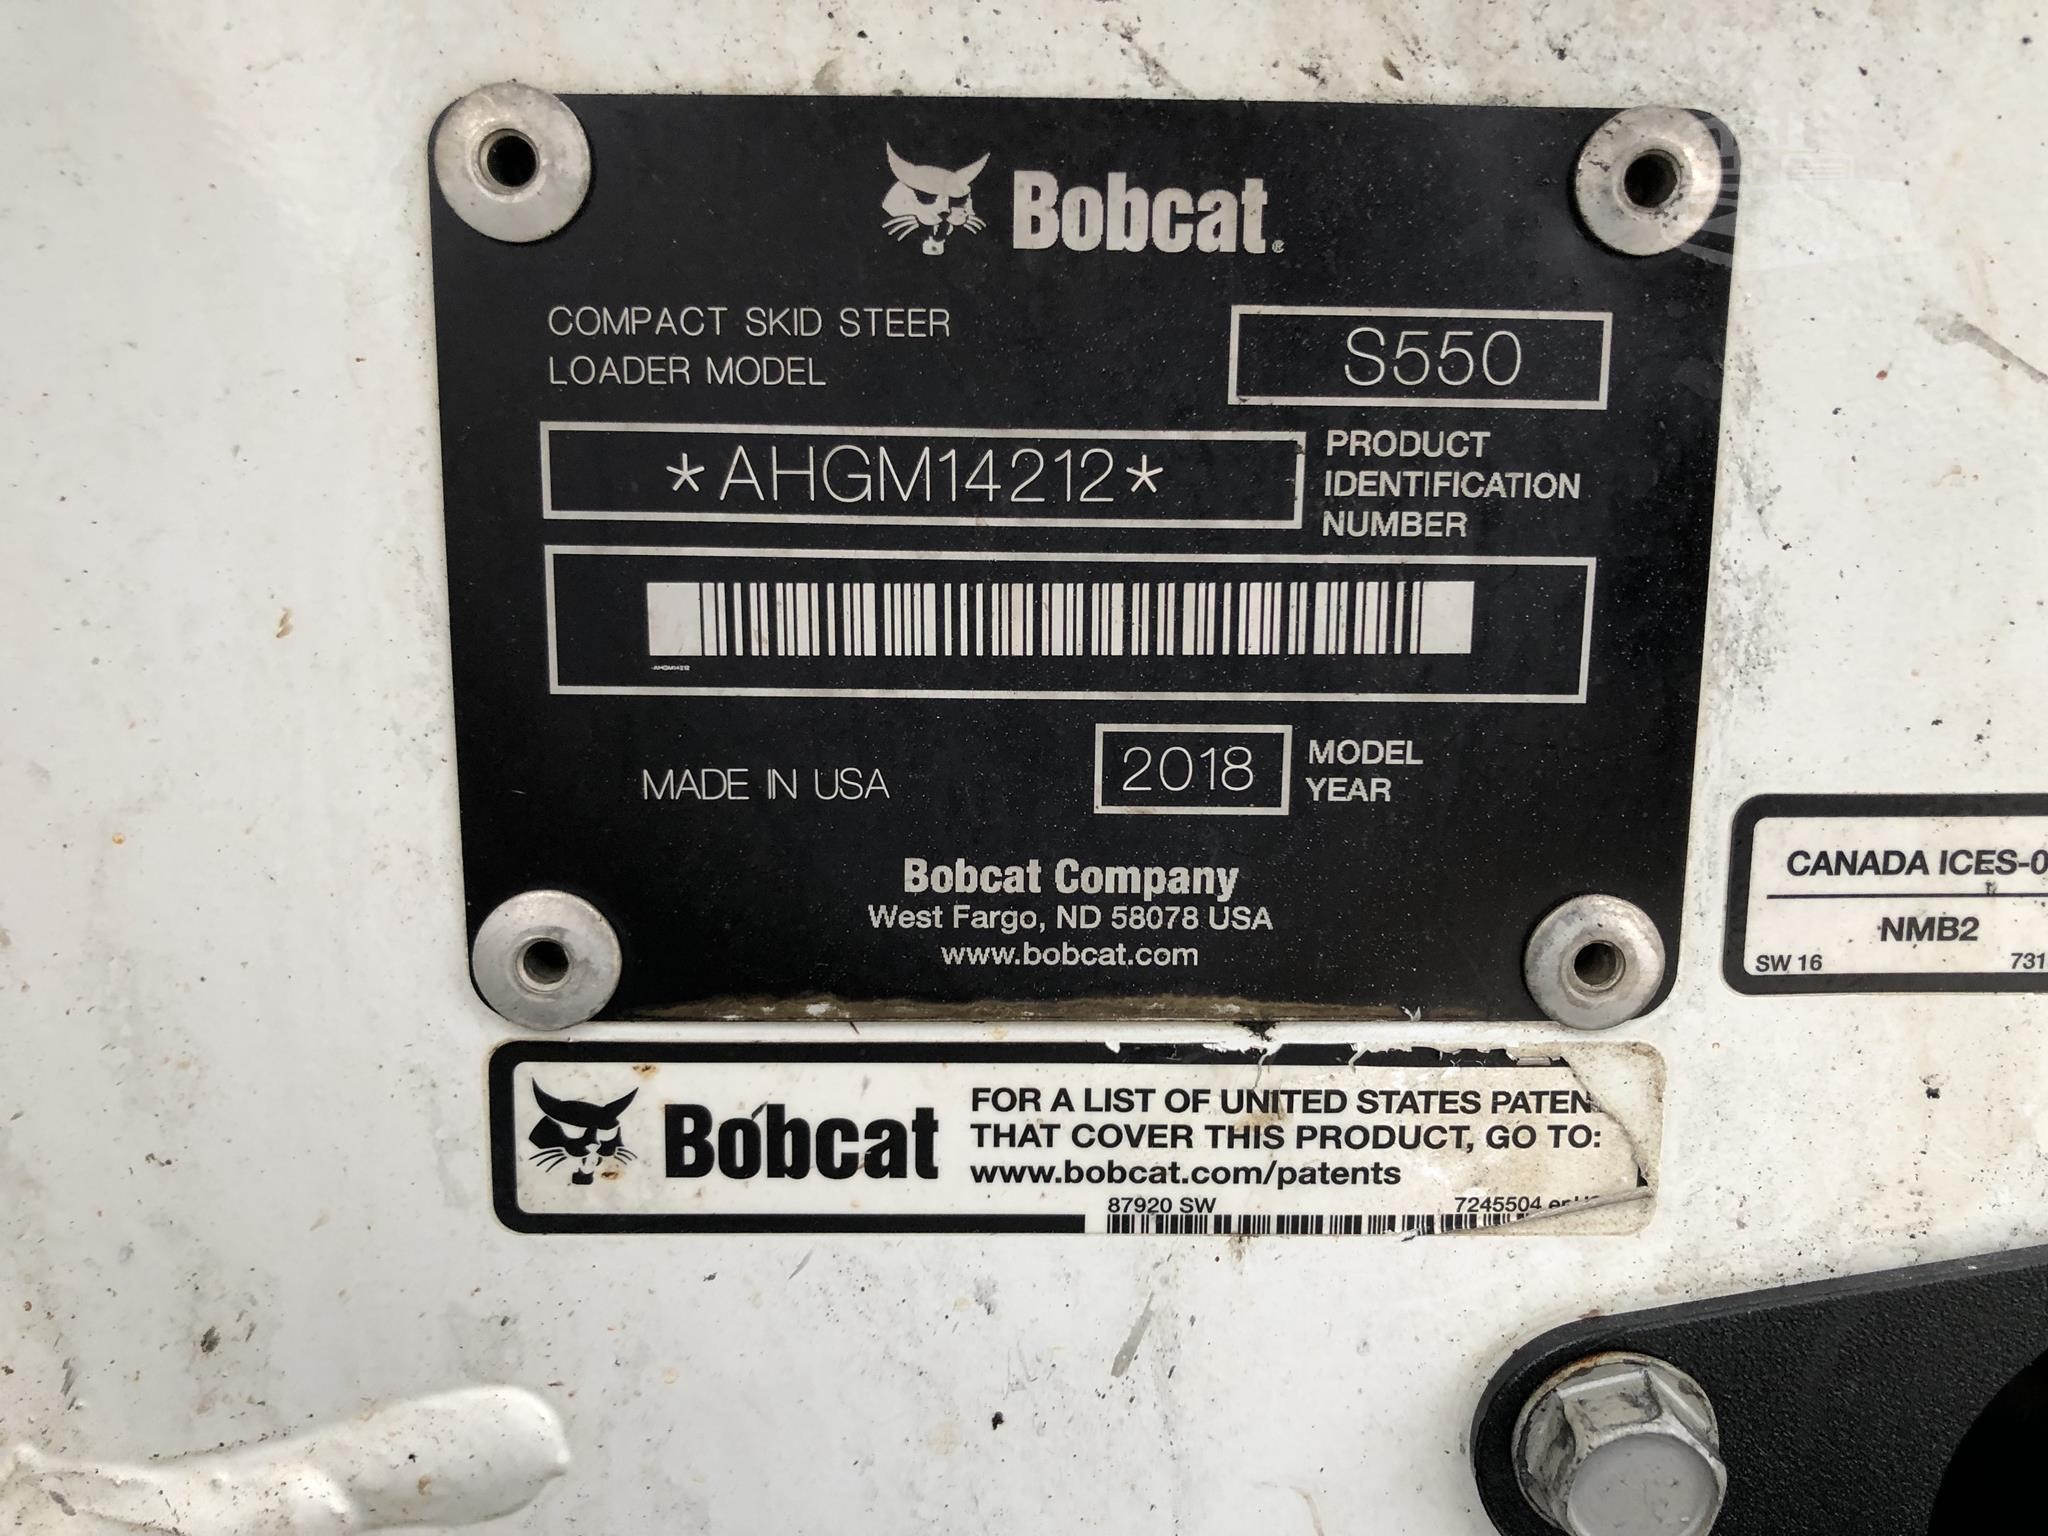 Bobcat®
COMPACT SKID STEER
LOADER MODEL
S550
*AHGM14212*
PRODUCT
IDENTIFICATION
NUMBER
-AHGM14212
MADE IN USA
2018
MODEL
YEAR
Bobcat Company
West Fargo, ND 58078 USA
www.bobcat.com
CANADA ICES-0
NMB2
SW 16 731
Bobcat
FOR A LIST OF UNITED STATES PATEN
THAT COVER THIS PRODUCT, GO TO:
www.bobcat.com/patents
87920 SW 7245504